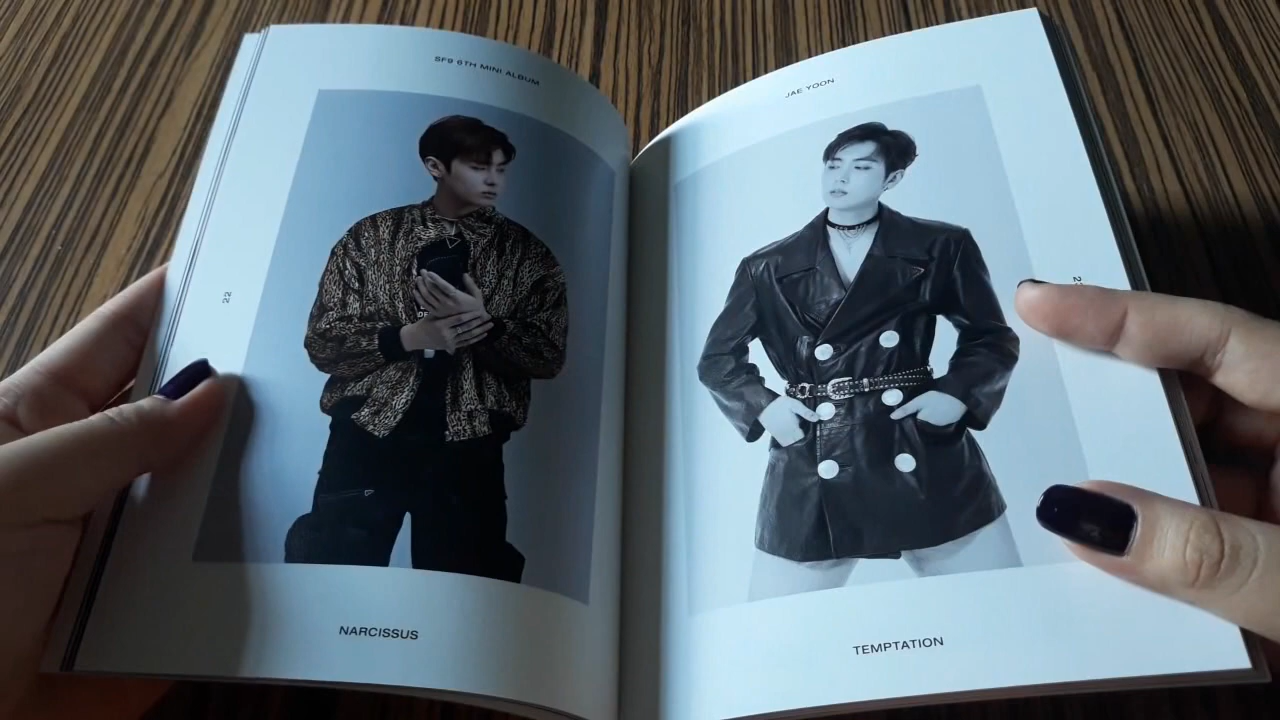 SF9 6TH MINI ALBUM
22
NARCISSUS
JAE YOON
TEMPTATION